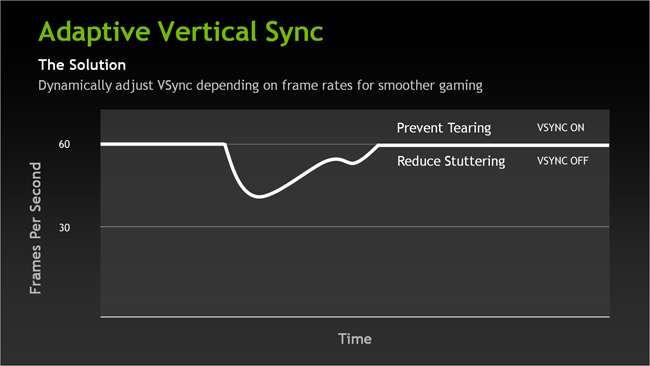 Adaptive Vertical Sync
The Solution
Dynamically adjust VSync depending on frame rates for smoother gaming
Prevent Tearing VSYNC ON
60
Reduce Stuttering VSYNC OFF
Frames Per Second
30
Time